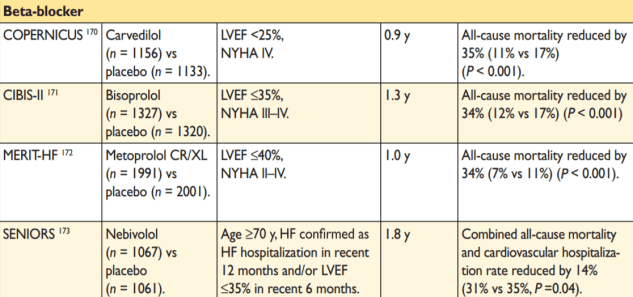 Beta-blocker
COPERNICUS 170
Carvedilol
(n = 1156) vs
placebo (n = 1133).
LVEF <25%,
NYHA IV.
0.9 y
All-cause mortality reduced by
35% (11% vs 17%)
(P < 0.001).
CIBIS-II 171
Bisoprolol
(n = 1327) vs
placebo (n = 1320).
LVEF ≤35%,
NYHA III–IV.
1.3 y
All-cause mortality reduced by
34% (12% vs 17%) (P < 0.001)
MERIT-HF 172
Metoprolol CR/XL
(n = 1991) vs
placebo (n = 2001).
LVEF ≤40%,
NYHA II–IV.
1.0 y
All-cause mortality reduced by
34% (7% vs 11%) (P < 0.001).
SENIORS 173
Nebivolol
(n = 1067) vs
placebo
(n = 1061).
Age ≥70 y, HF confirmed as
HF hospitalization in recent
12 months and/or LVEF
≤35% in recent 6 months.
1.8 y
Combined all-cause mortality
and cardiovascular hospitaliza-
tion rate reduced by 14%
(31% vs 35%, P =0.04).